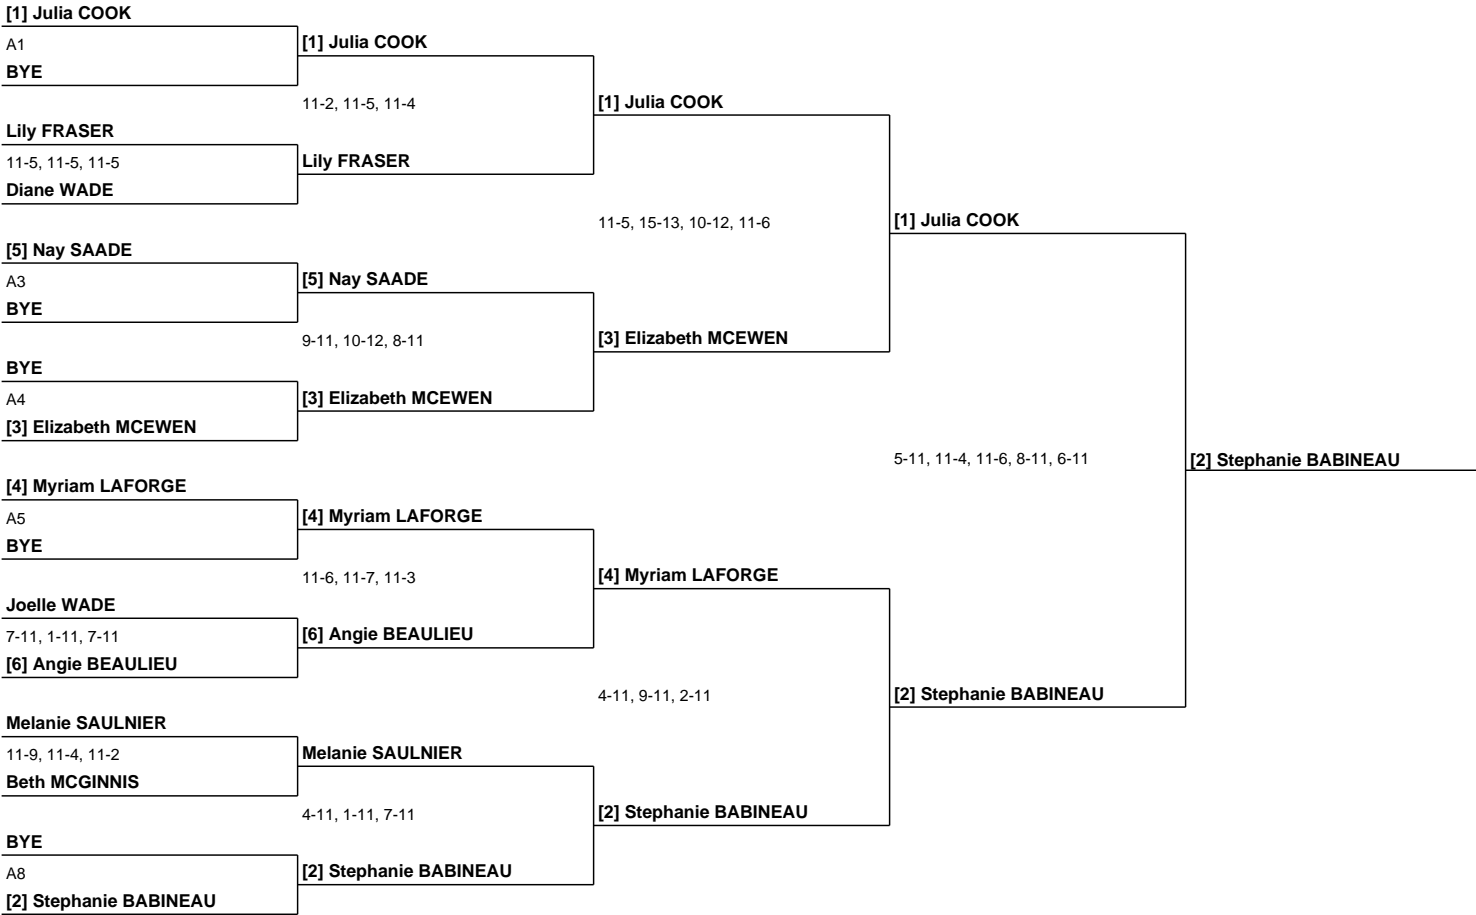 [1] Julia COOK
A1
BYE
[1] Julia COOK
11-2, 11-5, 11-4
[1] Julia COOK
Lily FRASER
11-5, 11-5, 11-5
Diane WADE
Lily FRASER
11-5, 15-13, 10-12, 11-6
[1] Julia COOK
[5] Nay SAADE
A3
BYE
[5] Nay SAADE
9-11, 10-12, 8-11
[3] Elizabeth MCEWEN
BYE
A4
[3] Elizabeth MCEWEN
[3] Elizabeth MCEWEN
5-11, 11-4, 11-6, 8-11, 6-11
[2] Stephanie BABINEAU
[4] Myriam LAFORGE
A5
BYE
[4] Myriam LAFORGE
11-6, 11-7, 11-3
[4] Myriam LAFORGE
Joelle WADE
7-11, 1-11, 7-11
[6] Angie BEAULIEU
[6] Angie BEAULIEU
4-11, 9-11, 2-11
[2] Stephanie BABINEAU
Melanie SAULNIER
11-9, 11-4, 11-2
Beth MCGINNIS
Melanie SAULNIER
4-11, 1-11, 7-11
[2] Stephanie BABINEAU
BYE
A8
[2] Stephanie BABINEAU
[2] Stephanie BABINEAU